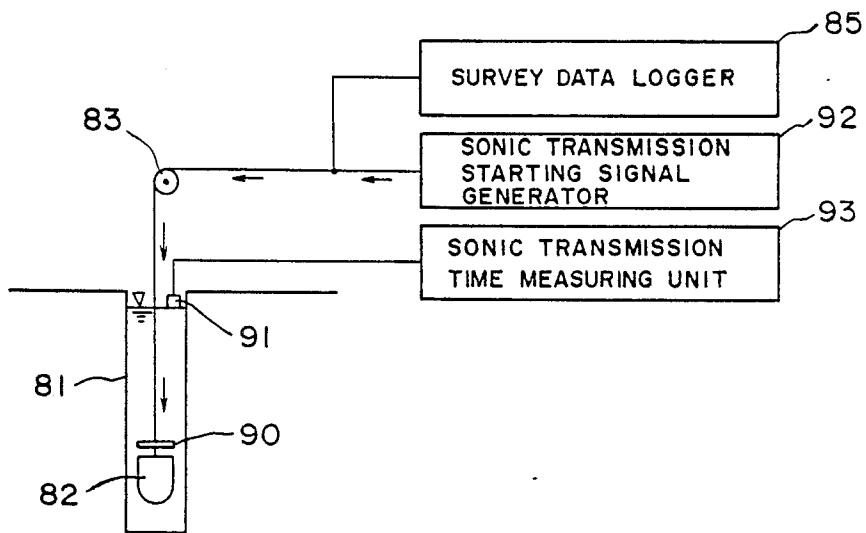 85
SURVEY DATA LOGGER
83
92
SONIC TRANSMISSION
STARTING SIGNAL
GENERATOR
93
SONIC TRANSMISSION
TIME MEASURING UNIT
91
81
90
82